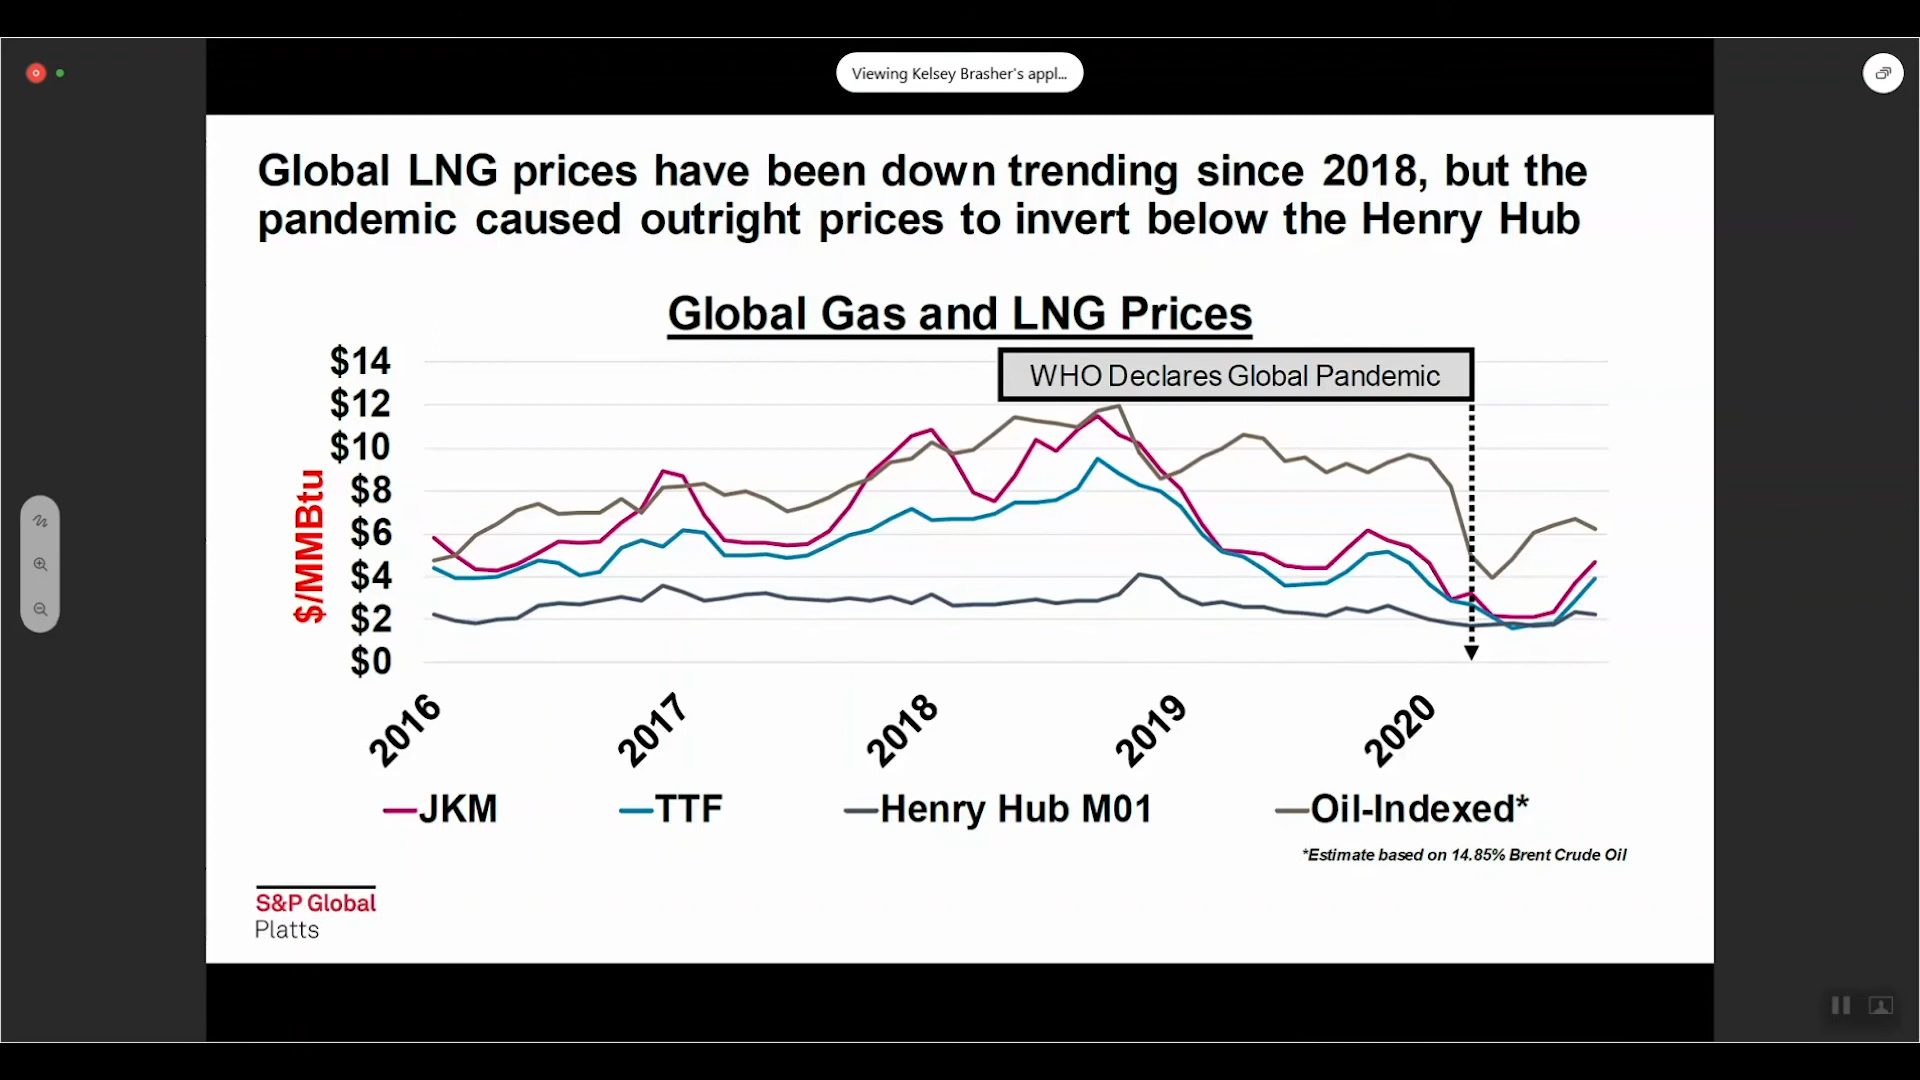 Viewing Kelsey Brasher's appl...
Global LNG prices have been down trending since 2018, but the
pandemic caused outright prices to invert below the Henry Hub
Global Gas and LNG Prices
WHO Declares Global Pandemic
$/MMBtu
$14
$12
$10
$8
$6
$4
$2
$0
2016
2017
2018
2019
2020
JKM
TTF
Henry Hub M01
Oil-Indexed*
*Estimate based on 14.85% Brent Crude Oil
S&P Global
Platts